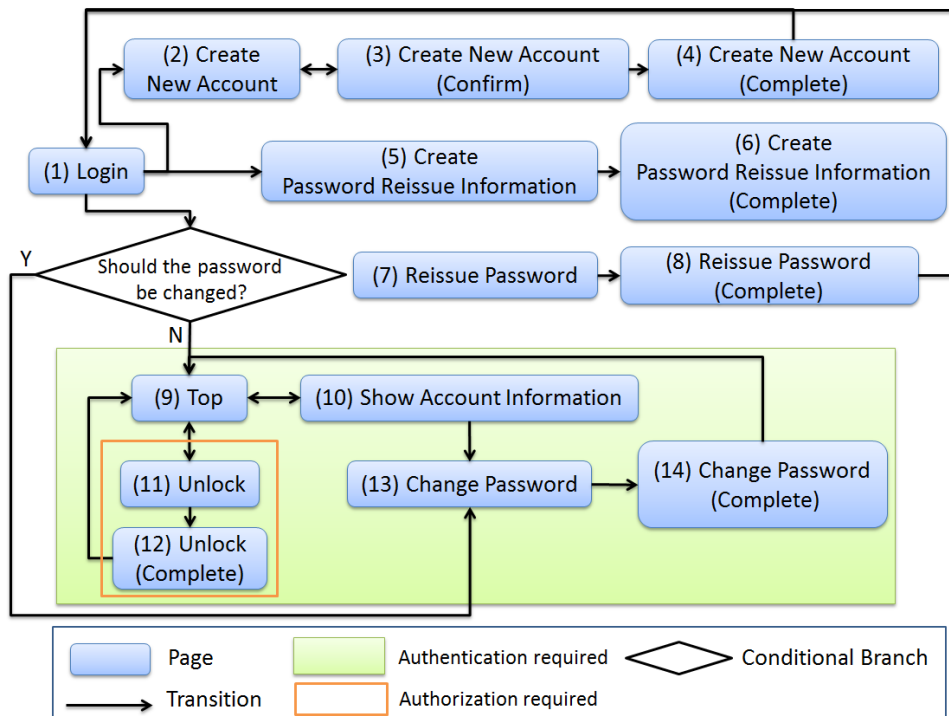 (2) Create
New Account
(3) Create New Account
(Confirm)
(4) Create New Account
(Complete)
(1) Login
(5) Create
Password Reissue Information
(6) Create
Password Reissue Information
(Complete)
Y
Should the password
be changed?
(7) Reissue Password
(8) Reissue Password
(Complete)
N
(9) Top
(10) Show Account Information
(11) Unlock
(13) Change Password
(14) Change Password
(Complete)
(12) Unlock
(Complete)
Page
Authentication required
Conditional Branch
Transition
Authorization required